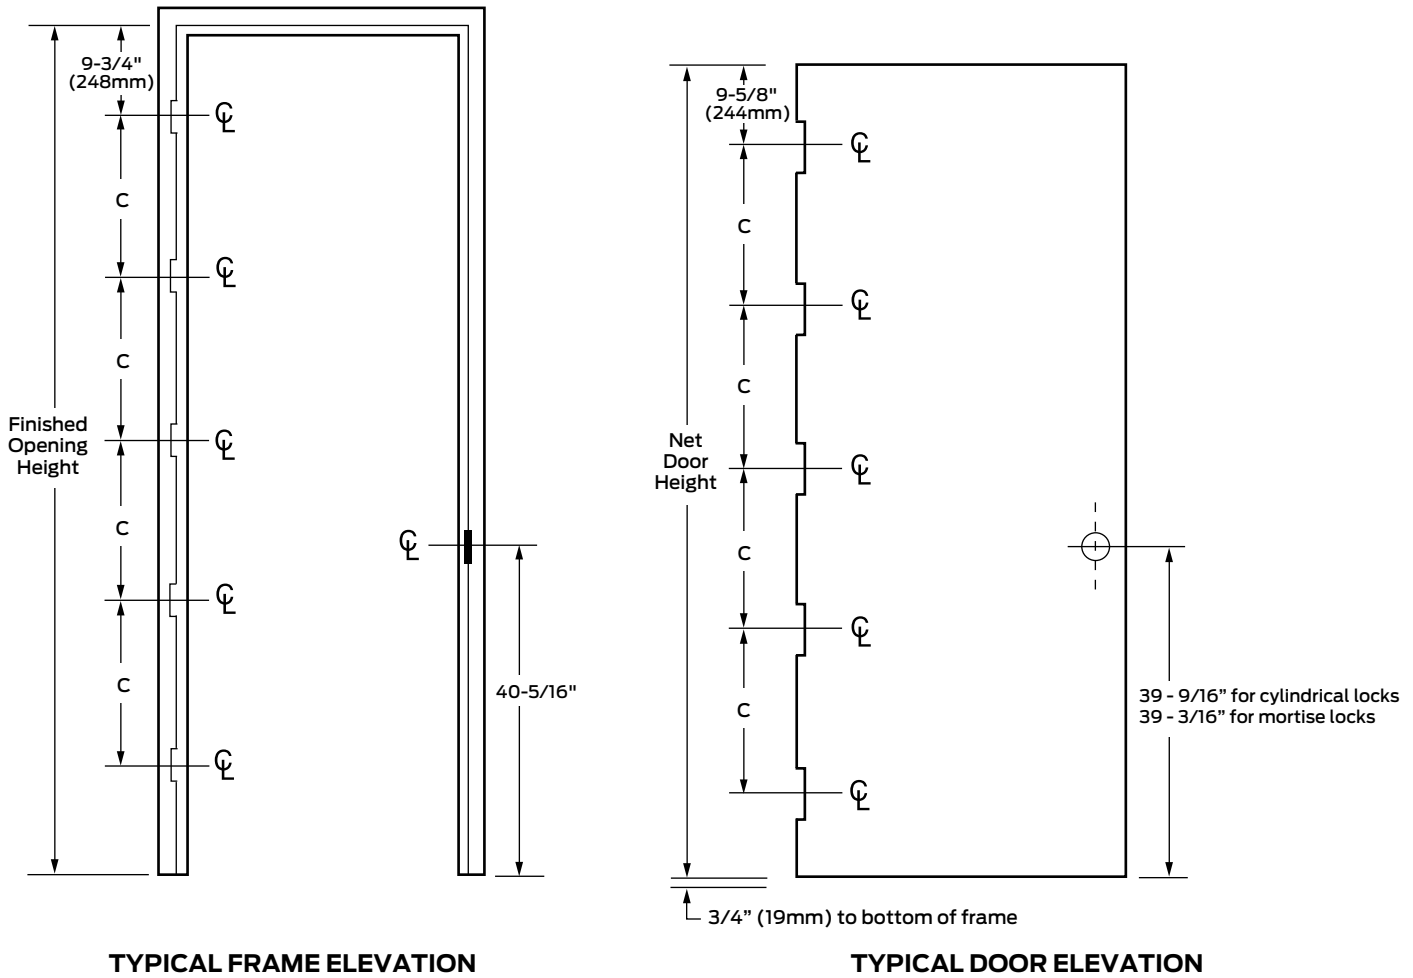 9-3/4"
(248mm)
℄
C
℄
C
Finished
Opening
Height
℄
C
℄
℄
C
40-5/16"
℄
TYPICAL FRAME ELEVATION
9-5/8"
(244mm)
℄
C
℄
C
Net
Door
Height
℄
C
℄
C
39 - 9/16” for cylindrical locks
39 - 3/16” for mortise locks
℄
3/4” (19mm) to bottom of frame
TYPICAL DOOR ELEVATION